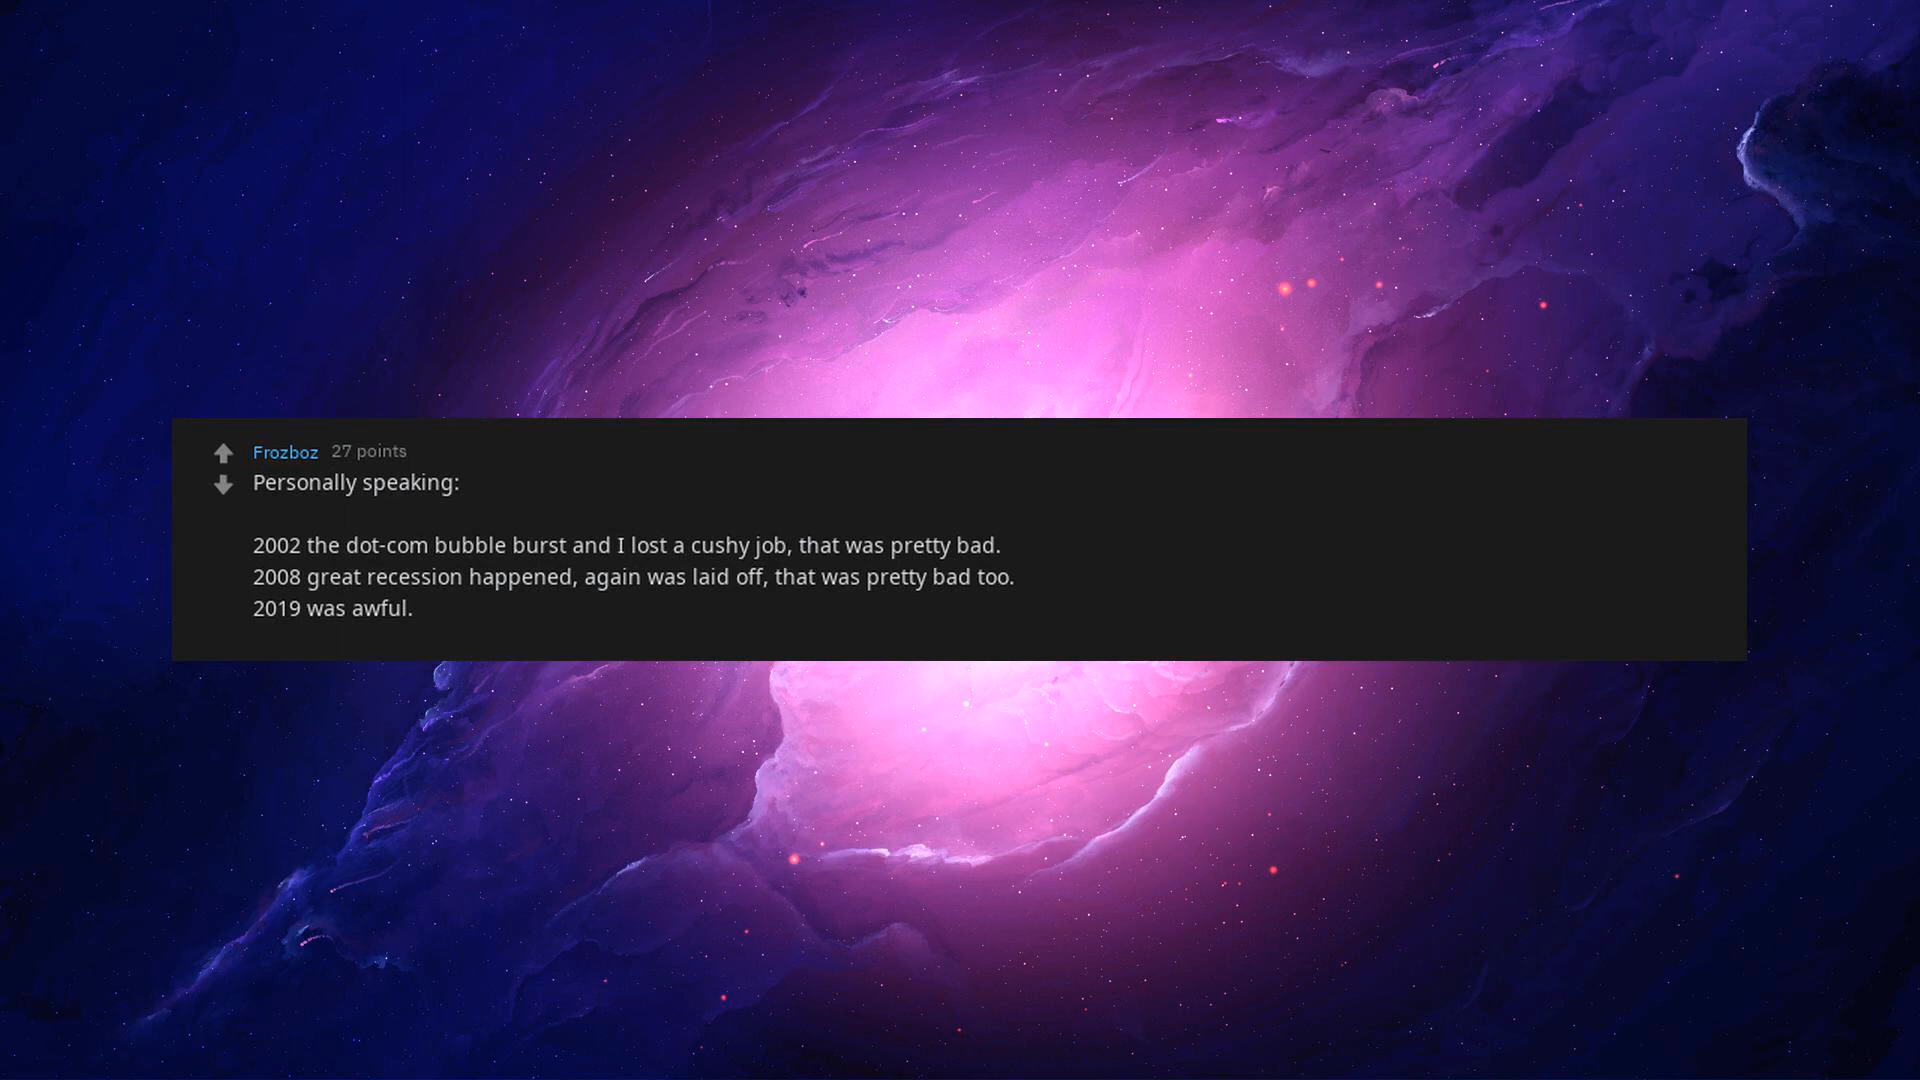 Frozboz 27 points
Personally speaking:
2002 the dot-com bubble burst and I lost a cushy job, that was pretty bad.
2008 great recession happened, again was laid off, that was pretty bad too.
2019 was awful.